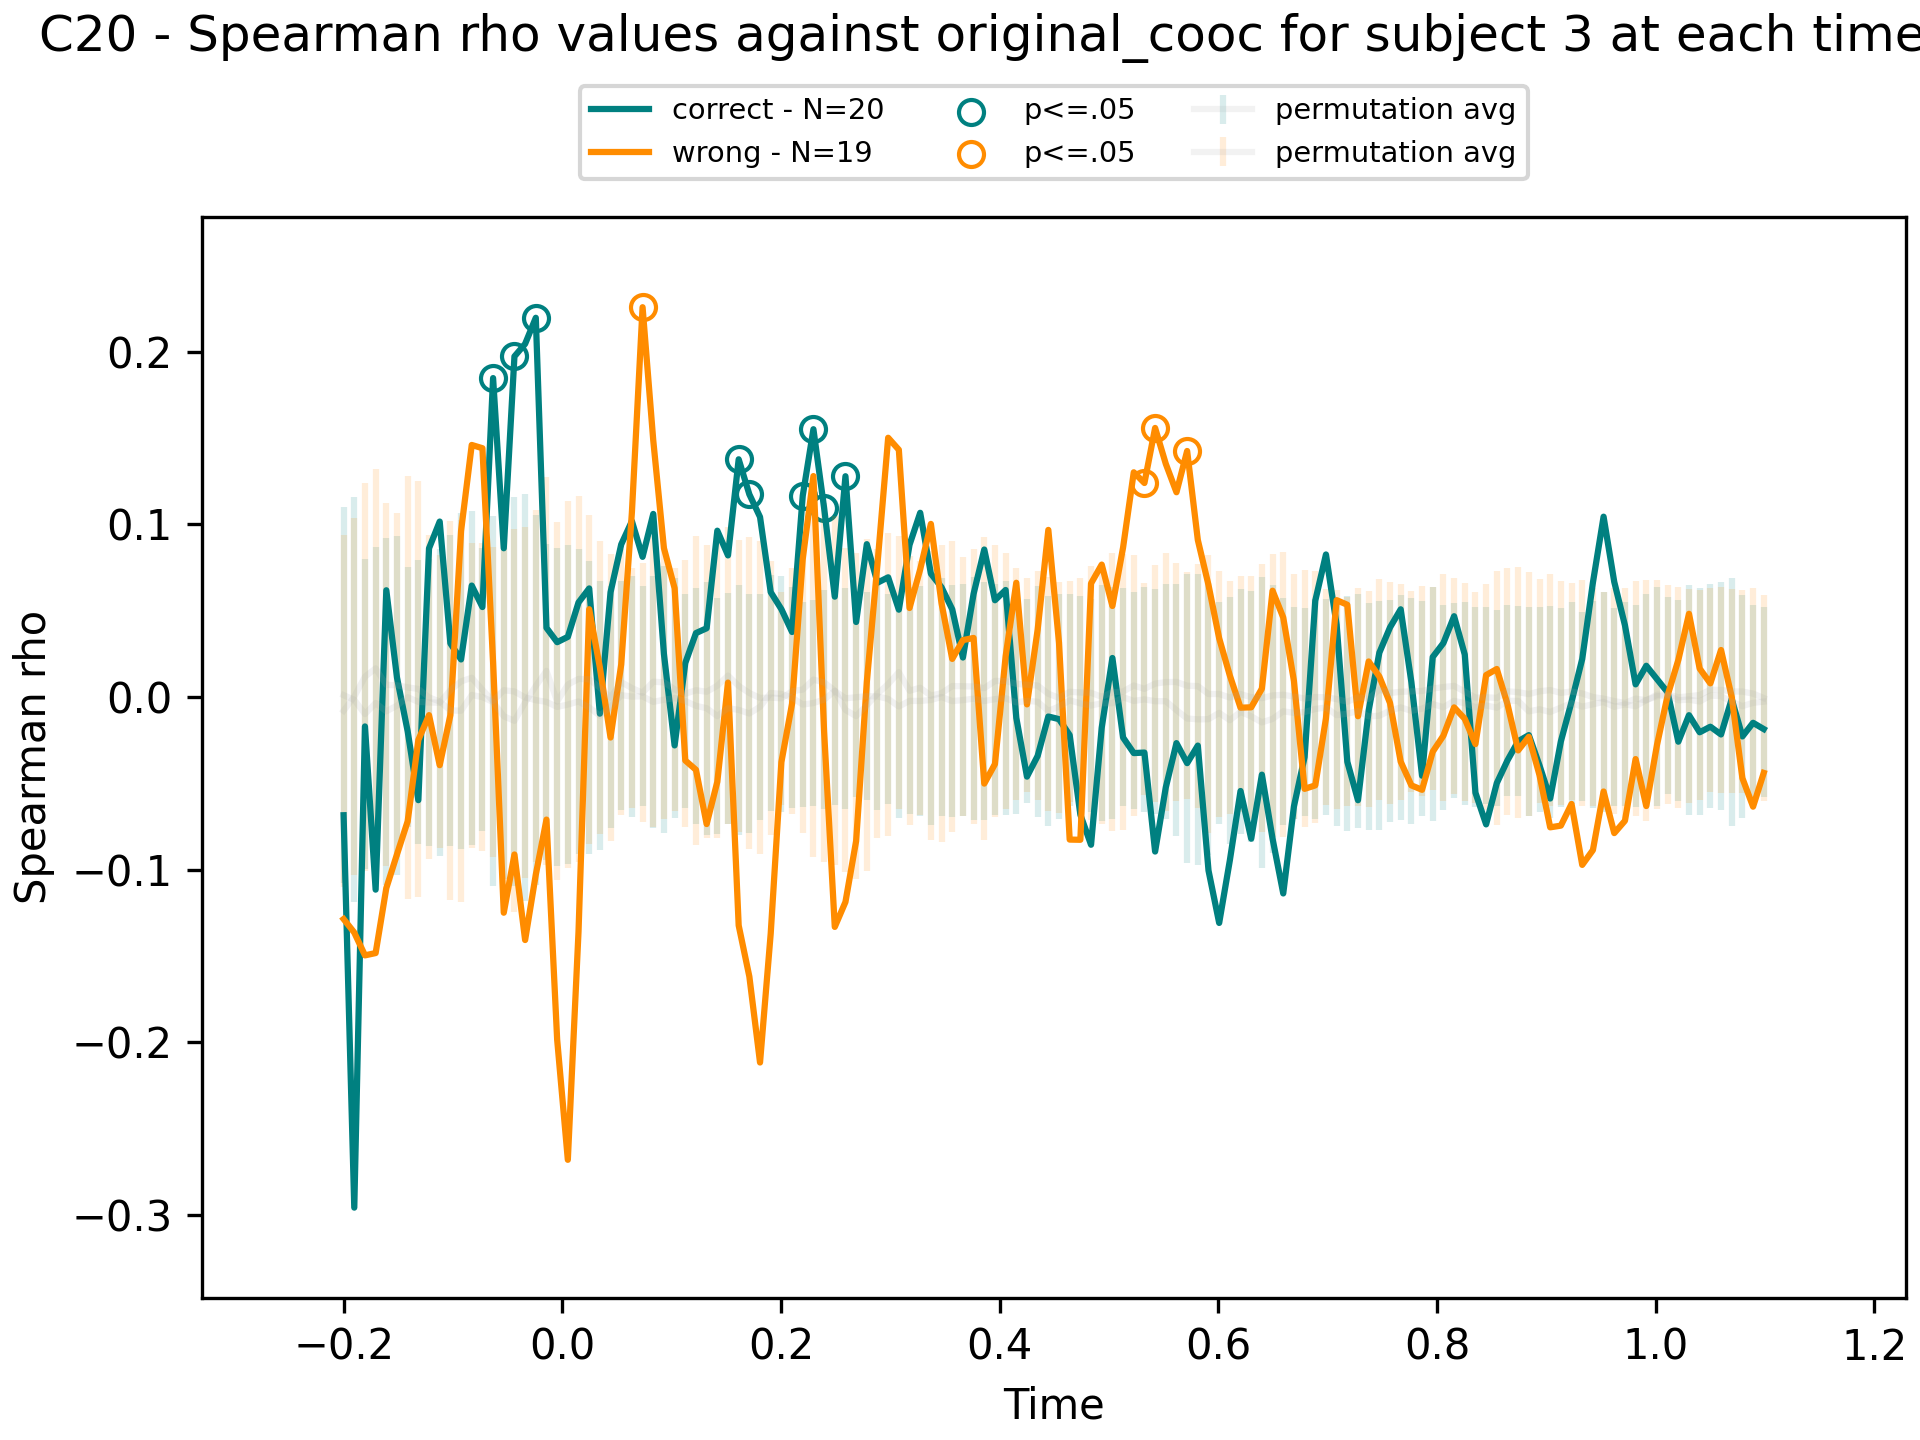 C20 - Spearman rho values against original_cooc for subject 3 at each time
correct - N=20 p<=.05 permutation avg
wrong - N=19 p<=.05 permutation avg
Spearman rho
0.2
0.1
0.0
−0.1
−0.2
−0.3
−0.2 0.0 0.2 0.4 0.6 0.8 1.0 1.2
Time